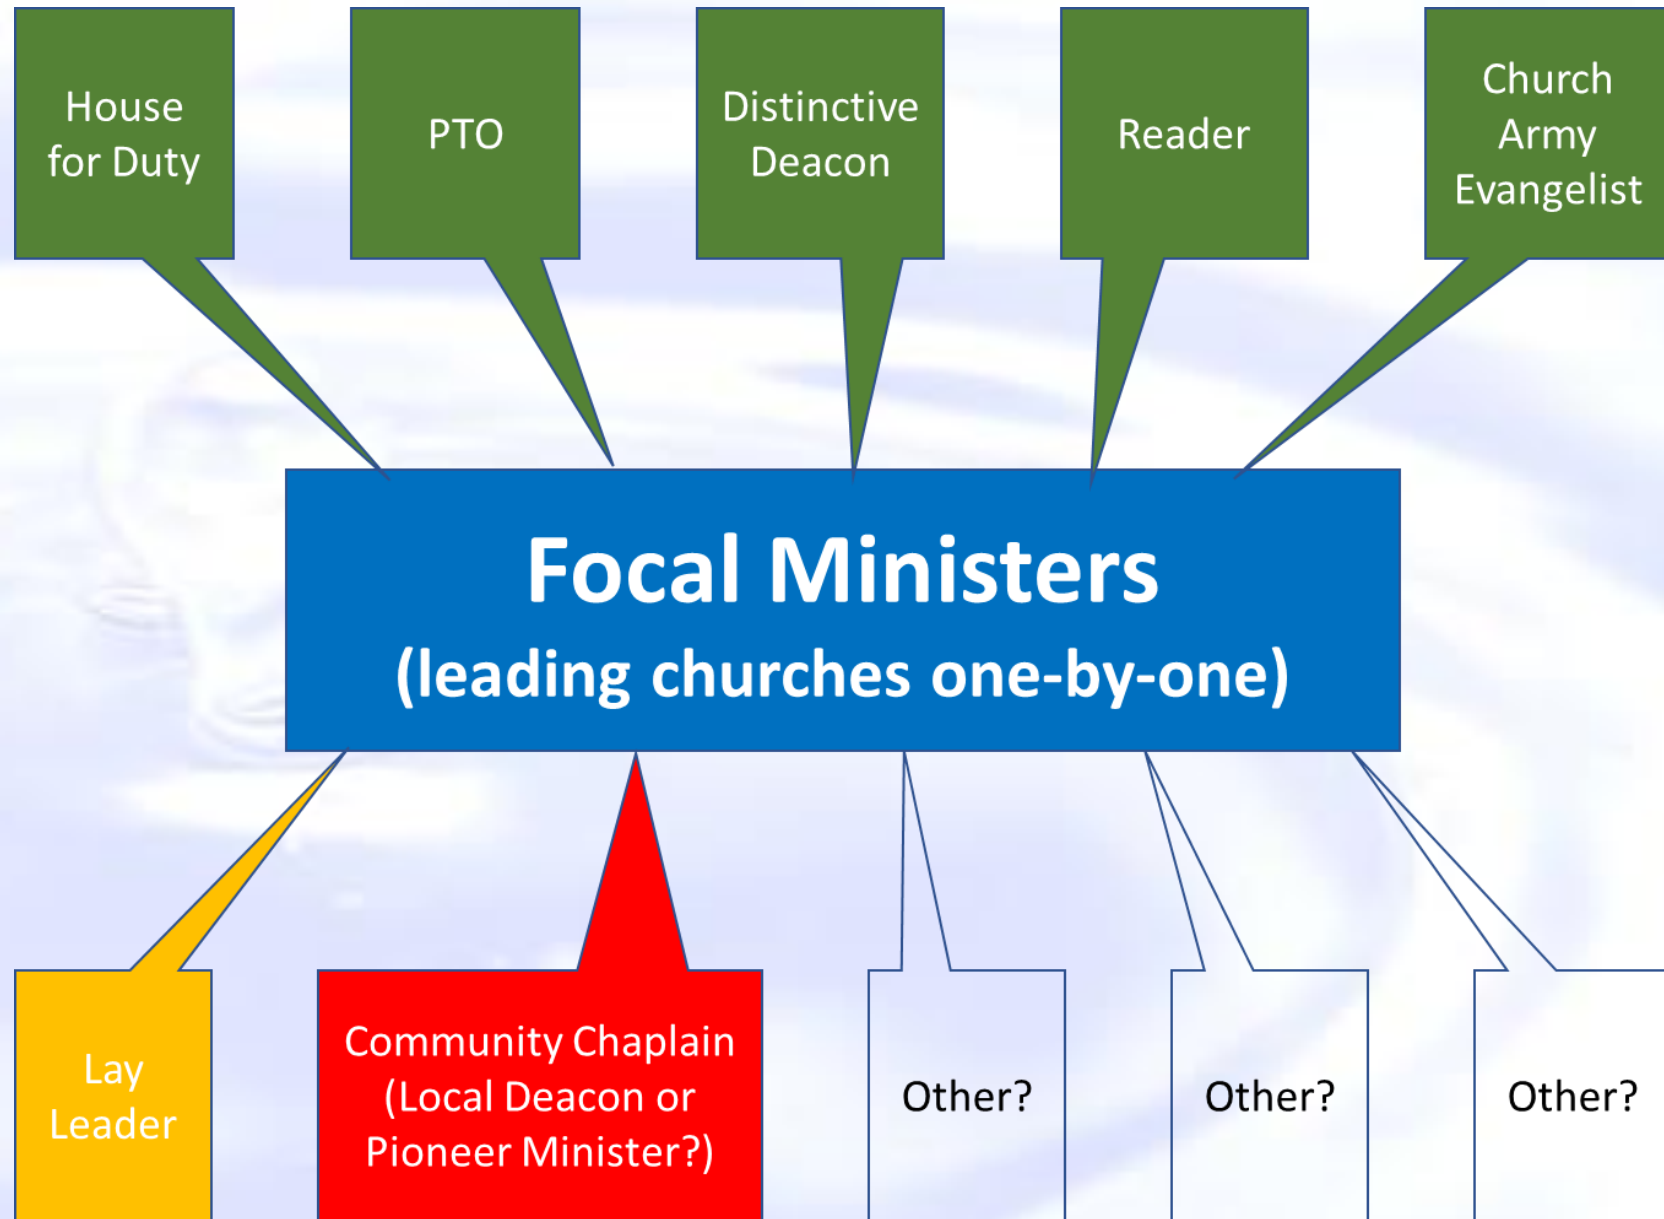 House
for Duty
PTO
Distinctive
Deacon
Reader
Church
Army
Evangelist
Focal Ministers
(leading churches one-by-one)
Lay
Leader
Community Chaplain
(Local Deacon or
Pioneer Minister?)
Other?
Other?
Other?